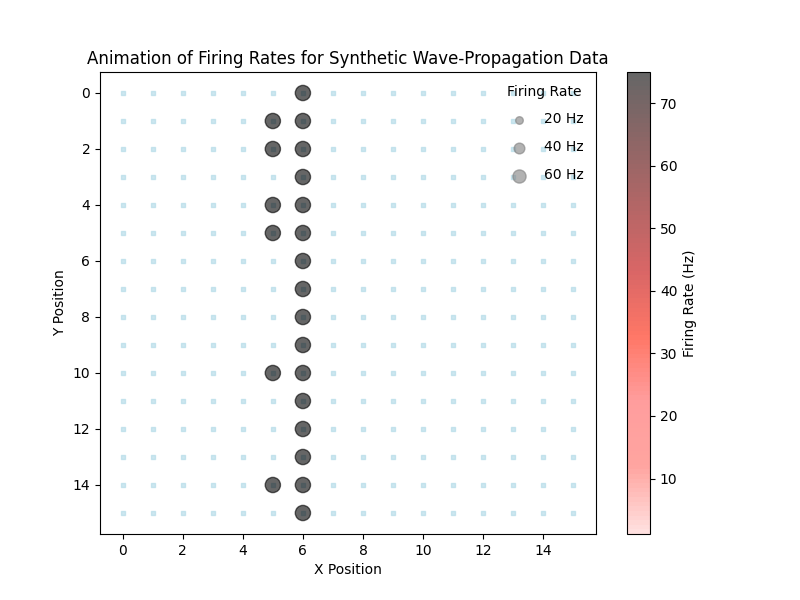 Animation of Firing Rates for Synthetic Wave-Propagation Data
Firing Rate
20 Hz
40 Hz
60 Hz
0
2
4
6
8
10
12
14
Y Position
0 2 4 6 8 10 12 14
X Position
70
60
50
40
30
20
10
Firing Rate (Hz)